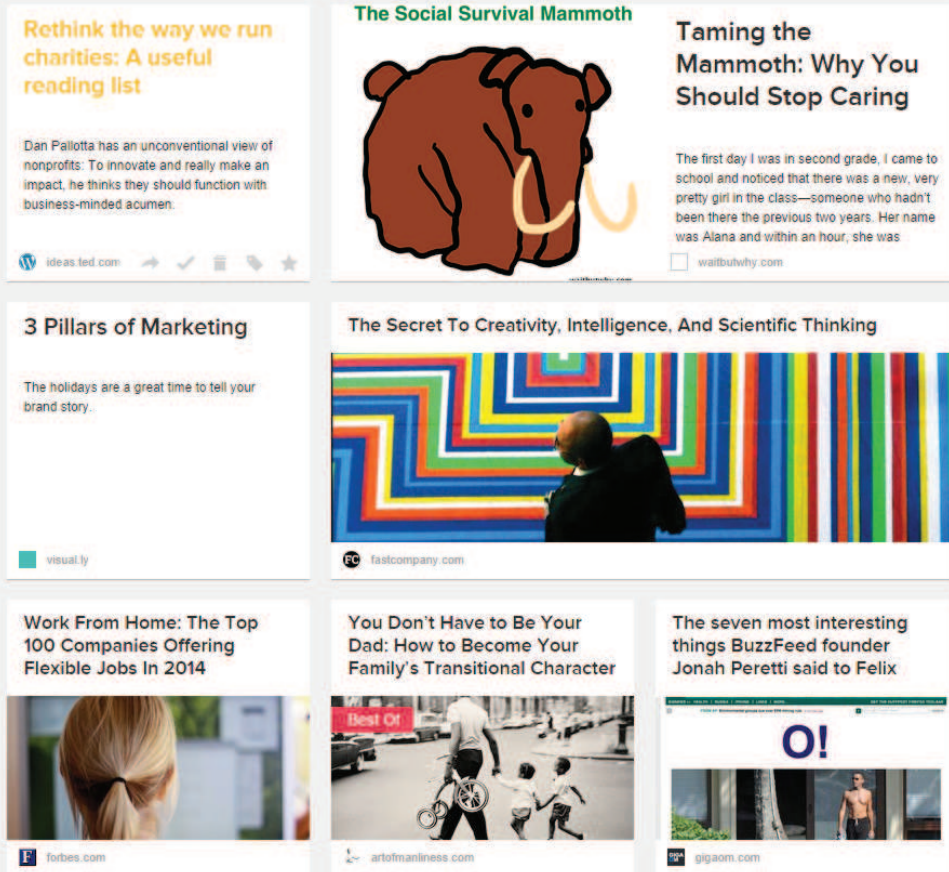 Rethink the way we run
charities: A useful
reading list
Dan Pallotta has an unconventional view of
nonprofits: To innovate and really make an
impact, he thinks they should function with
business-minded acumen.
ideas.ted.com
The Social Survival Mammoth
waitbutwhy.com
Taming the
Mammoth: Why You
Should Stop Caring
The first day I was in second grade, I came to
school and noticed that there was a new, very
pretty girl in the class—someone who hadn't
been there the previous two years. Her name
was Alana and within an hour, she was
waitbutwhy.com
3 Pillars of Marketing
The holidays are a great time to tell your
brand story.
visual.ly
The Secret To Creativity, Intelligence, And Scientific Thinking
FC
fastcompany.com
Work From Home: The Top
100 Companies Offering
Flexible Jobs In 2014
F
forbes.com
You Don't Have to Be Your
Dad: How to Become Your
Family's Transitional Character
Best Of
artofmanliness.com
The seven most interesting
things BuzzFeed founder
Jonah Peretti said to Felix
O!
gigaom.com